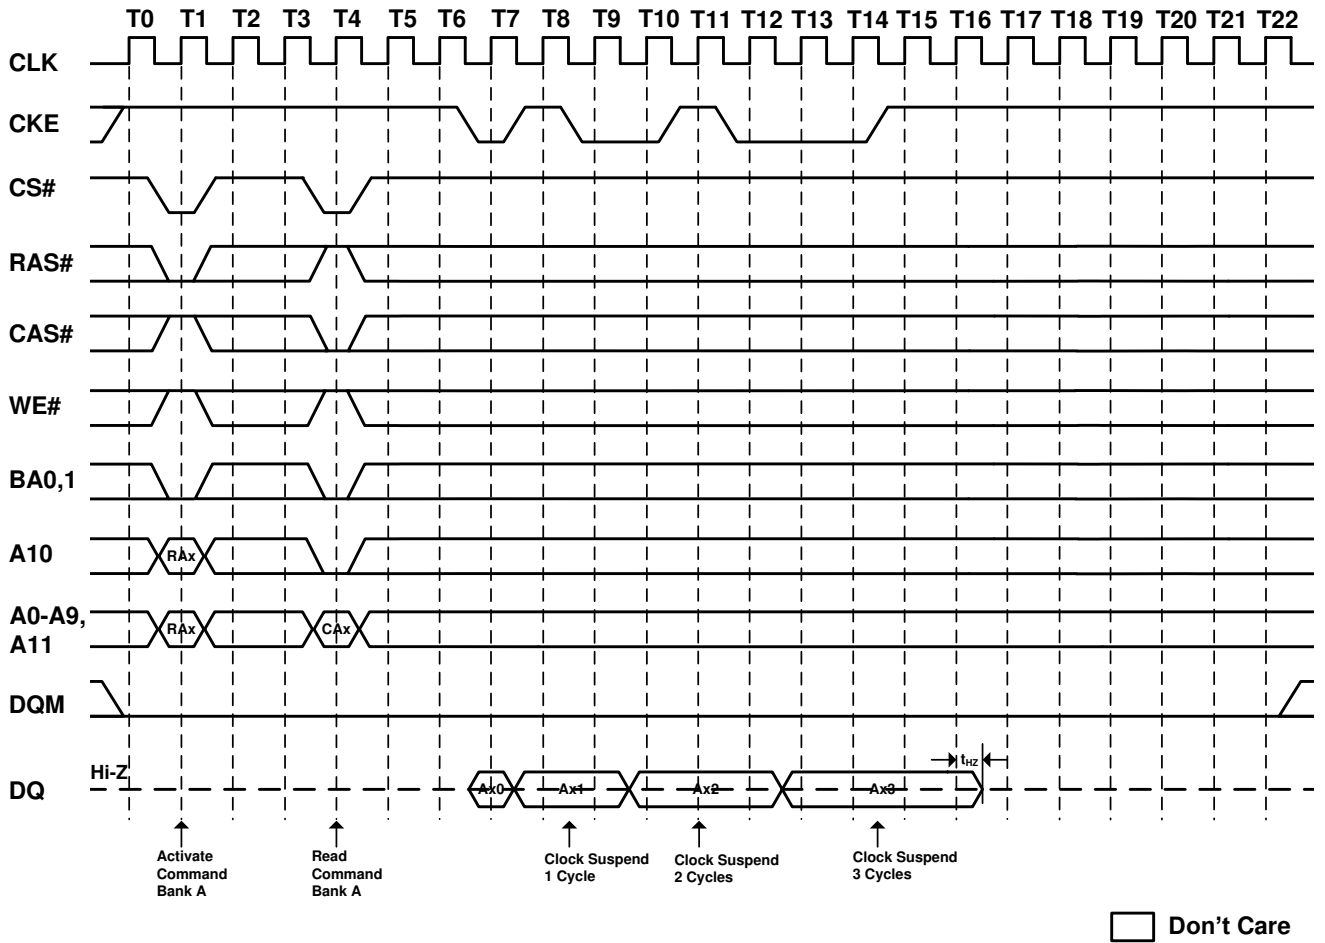 T0 T1 T2 T3 T4 T5 T6 T7 T8 T9 T10 T11 T12 T13 T14 T15 T16 T17 T18 T19 T20 T21 T22
CLK
CKE
CS#
RAS#
CAS#
WE#
BA0,1
A10
RAx
A0-A9,
A11
RAx CAx
DQM
tHZ
Hi-Z
DQ
Ax0 Ax1 Ax2 Ax3
Activate
Command
Bank A
Read
Command
Bank A
Clock Suspend
1 Cycle
Clock Suspend
2 Cycles
Clock Suspend
3 Cycles
Don't Care